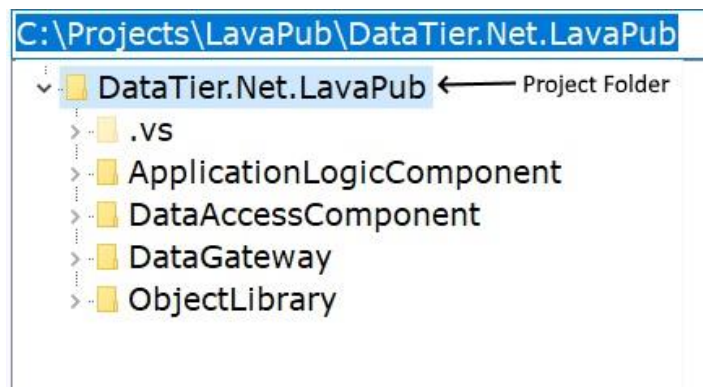 C:\Projects\LavaPub\DataTier.Net.LavaPub
DataTier.Net.LavaPub Project Folder
.vs
ApplicationLogicComponent
DataAccessComponent
DataGateway
ObjectLibrary